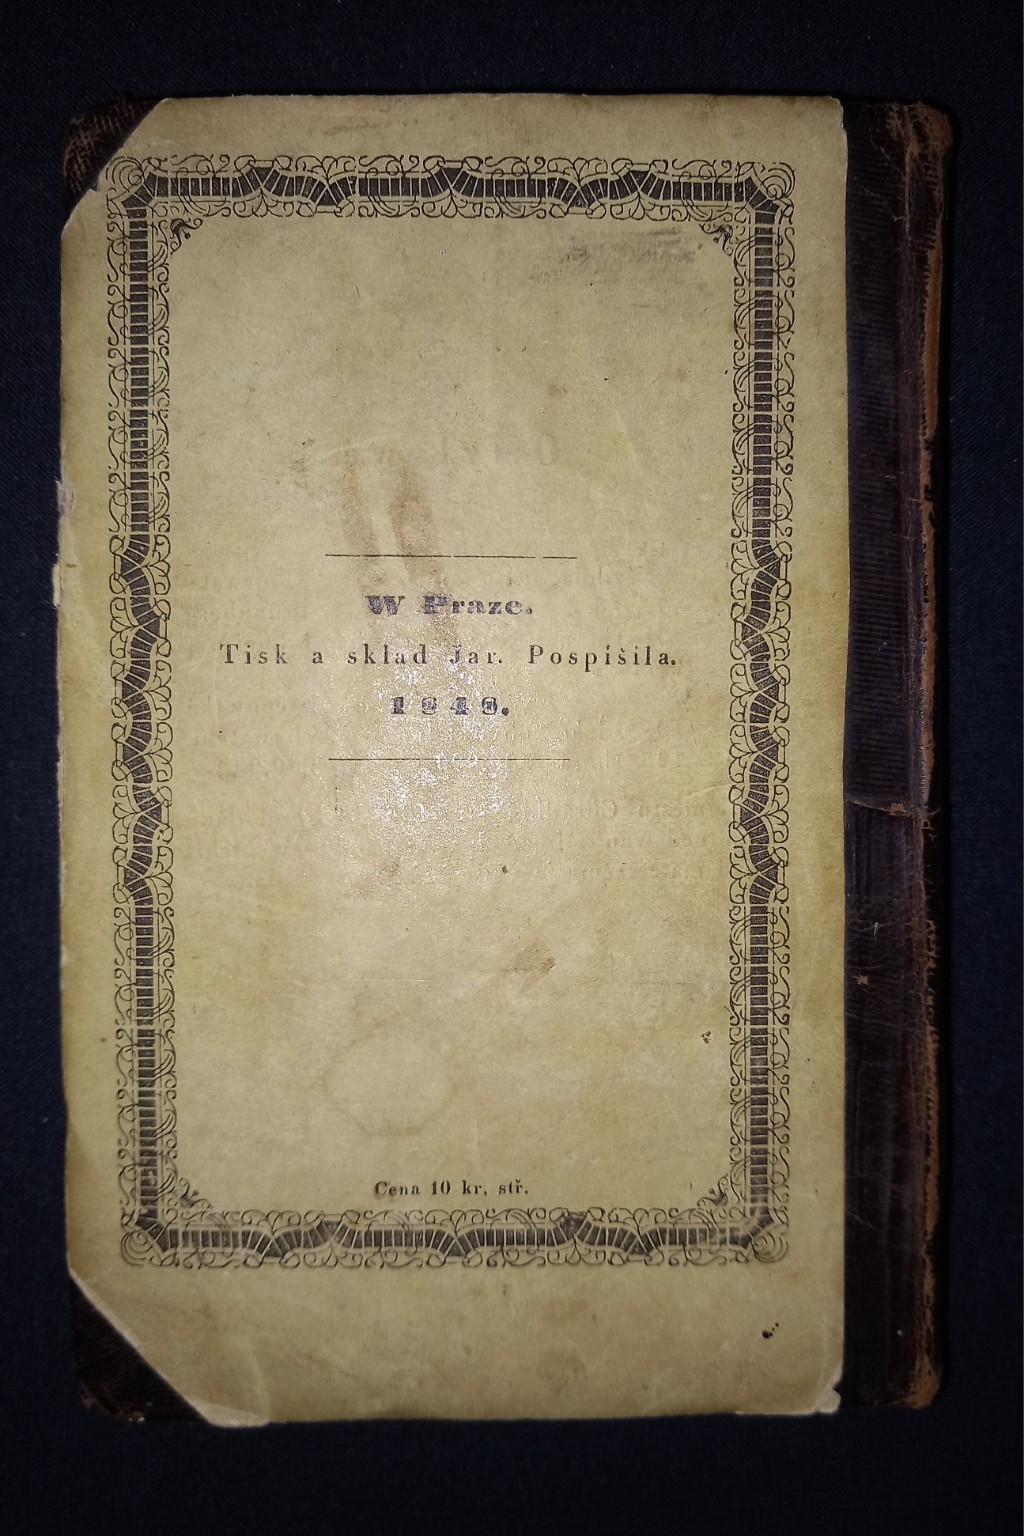 W Praze.
Tisk a sklad Jar. Pospíšila.
1848.
Cena 10 kr. stř.